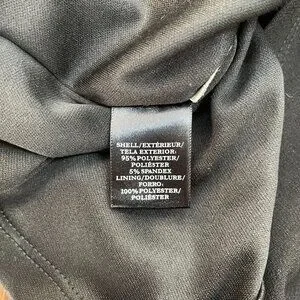 SHELL/EXTÉRIEUR/
TELA EXTERIOR:
95% POLYESTER/
POLIÉSTER
5% SPANDEX
LINING/DOUBLURE/
FORRO:
100% POLYESTER/
POLIÉSTER